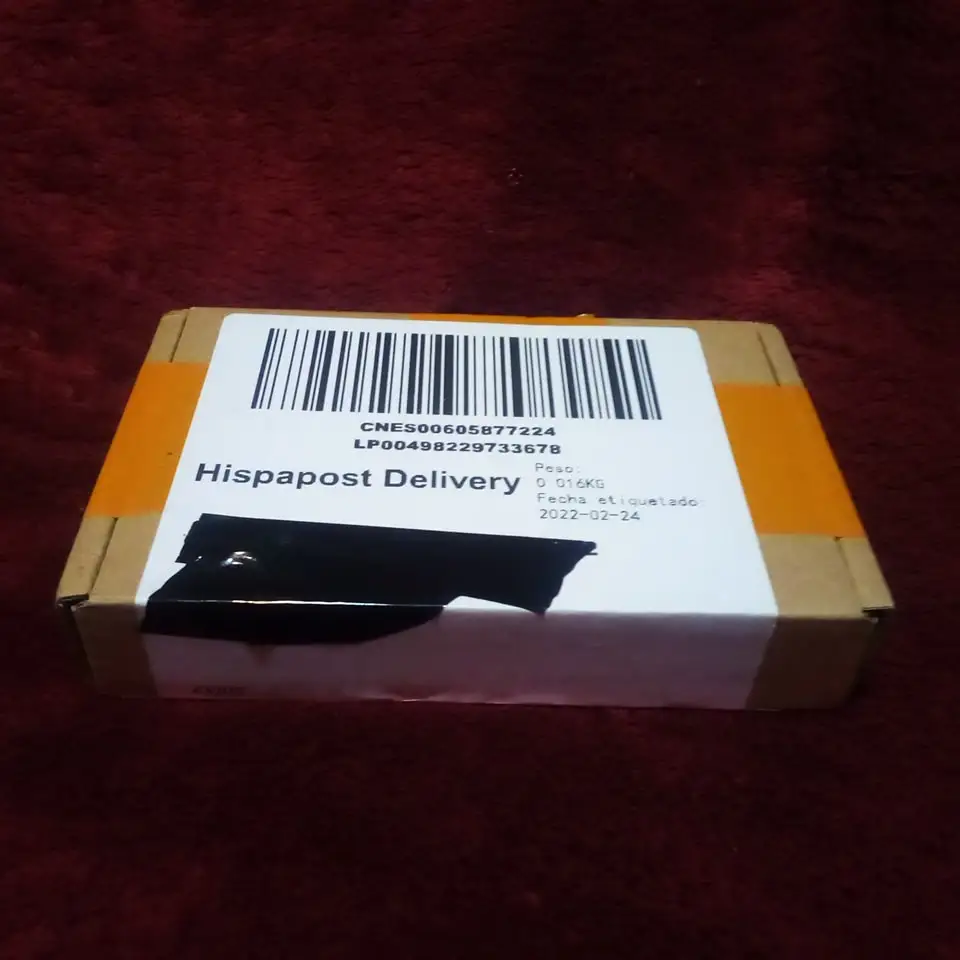 CNES00605877224
LP00498229733678
Hispapost Delivery
Peso:
0.016KG
Fecha etiquetado:
2022-02-24